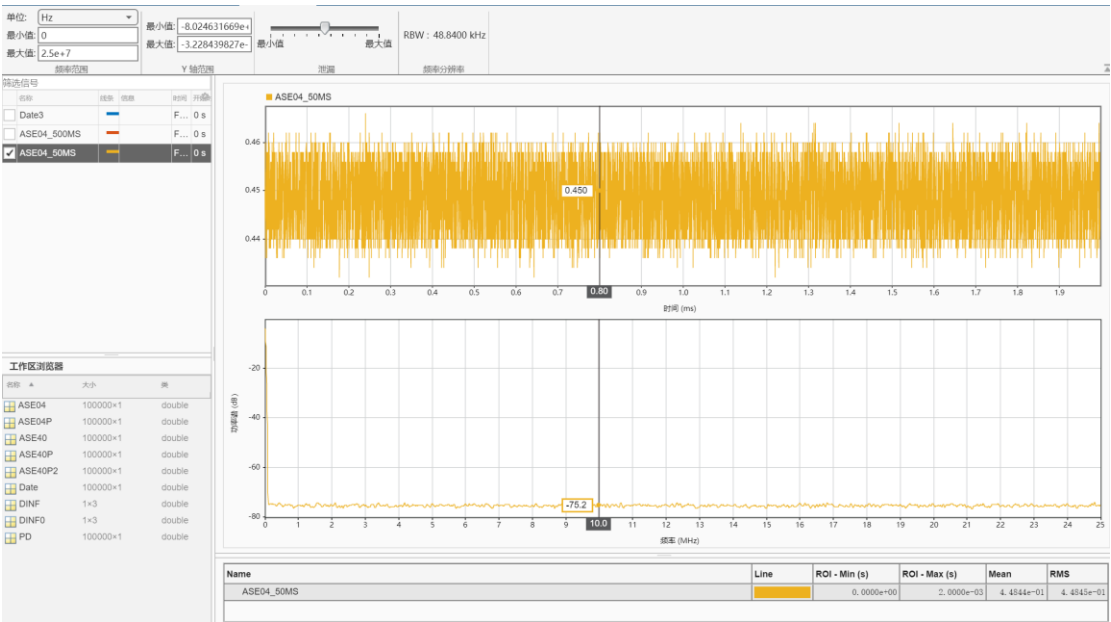 单位: Hz
最小值: 0
最大值: 2.5e+7
频率范围
最小值: -8.024631669e+
最大值: -3.228439827e-
Y 轴范围
最小值 最大值
泄漏
RBW : 48.8400 kHz
频率分辨率
筛选信号
名称 线条 信息 时间
Date3 F... 0 s
ASE04_500MS F... 0 s
ASE04_50MS F... 0 s
工作区浏览器
名称 大小 类
ASE04 100000×1 double
ASE04P 100000×1 double
ASE40 100000×1 double
ASE40P 100000×1 double
ASE40P2 100000×1 double
Date 100000×1 double
DINF 1×3 double
DINF0 1×3 double
PD 100000×1 double
ASE04_50MS
0.46
0.45
0.44
0.450
0 0.1 0.2 0.3 0.4 0.5 0.6 0.7 0.80 0.9 1.0 1.1 1.2 1.3 1.4 1.5 1.6 1.7 1.8 1.9
时间 (ms)
-20
-40
-60
-80
功率谱 (dB)
-75.2
0 1 2 3 4 5 6 7 8 9 10.0 11 12 13 14 15 16 17 18 19 20 21 22 23 24 25
频率 (MHz)
Name Line ROI - Min (s) ROI - Max (s) Mean RMS
ASE04_50MS 0.0000e+00 2.0000e-03 4.4844e-01 4.4845e-01